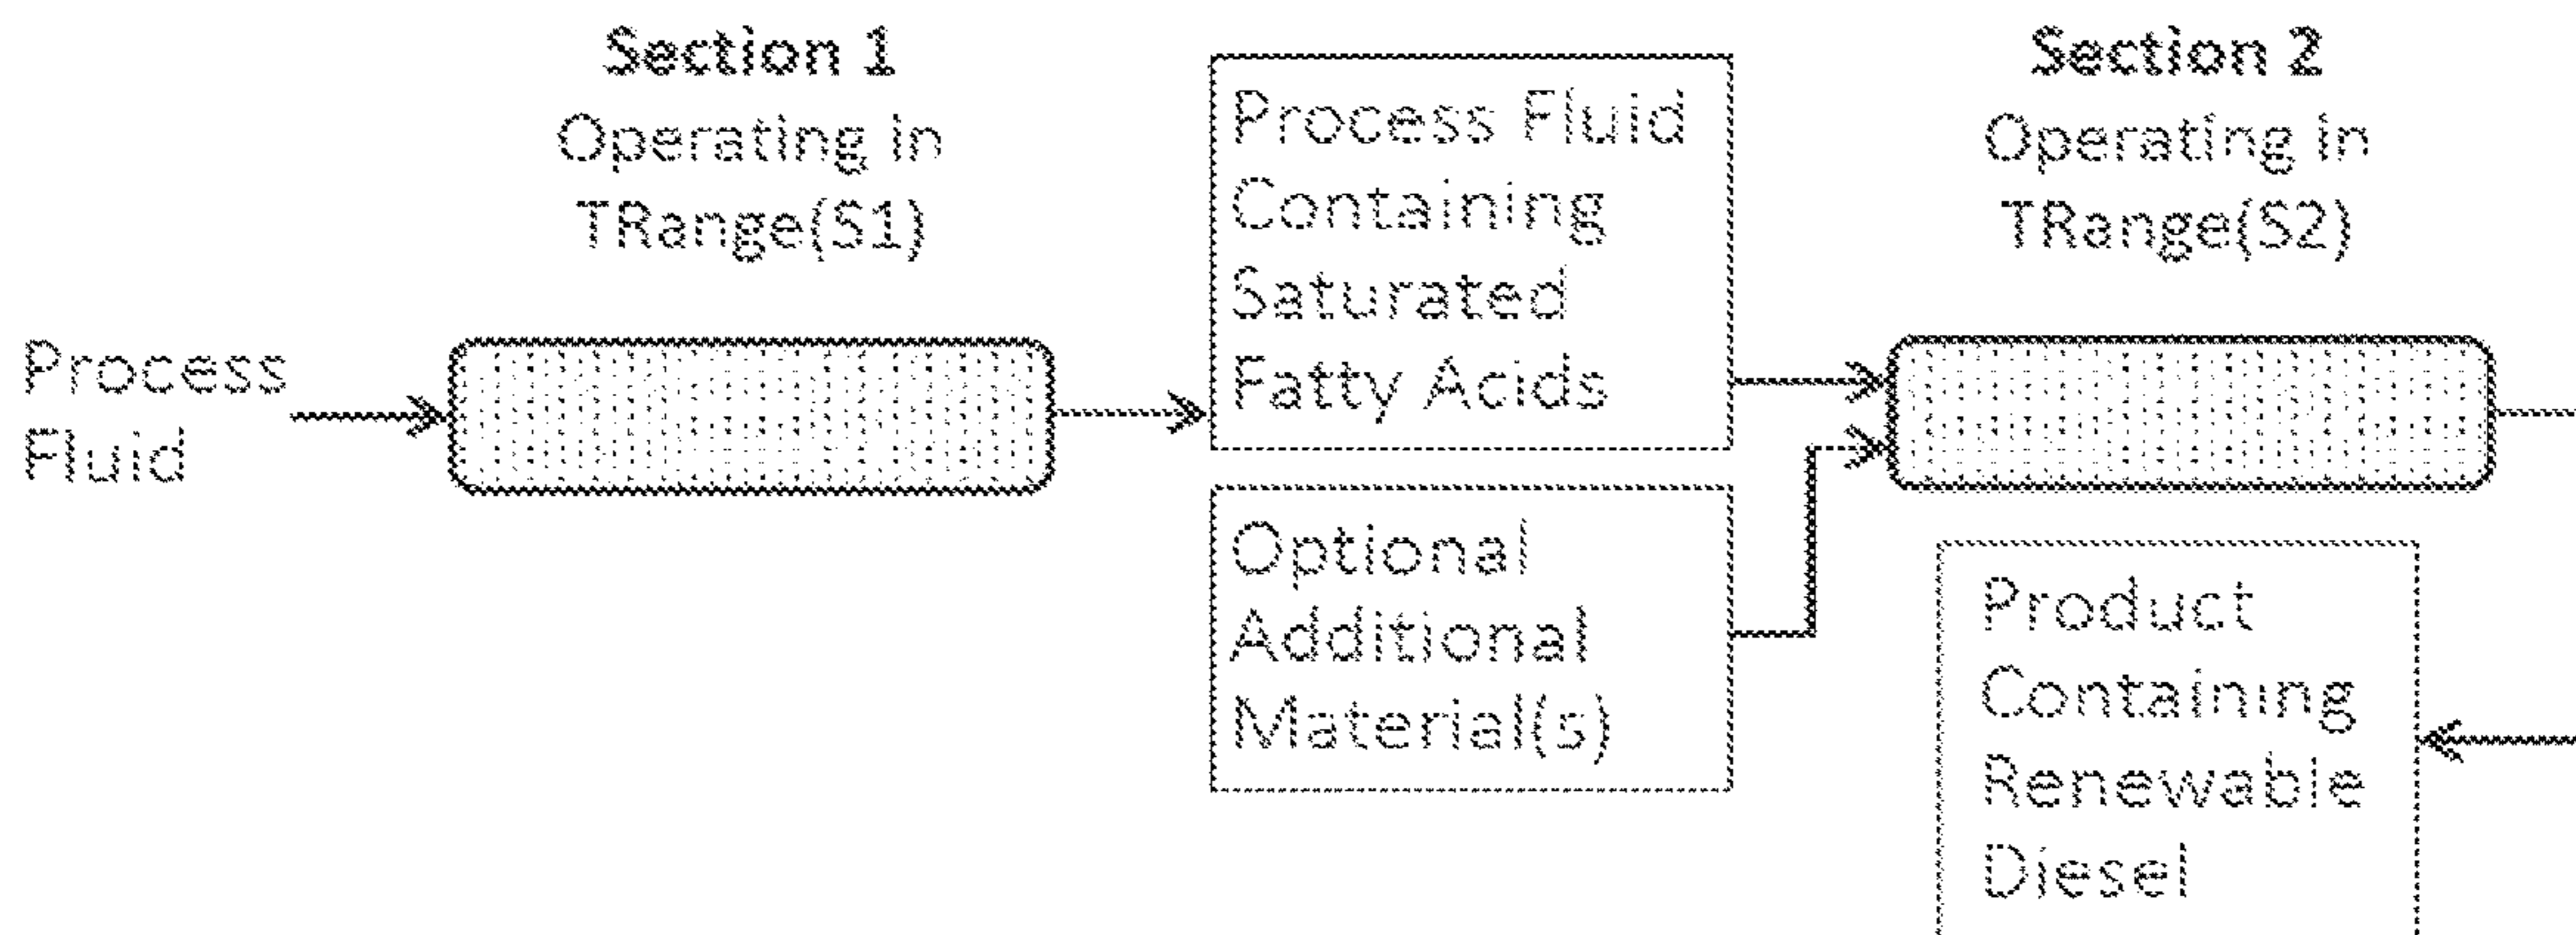 Section 1
Operating in
TRange(S1)
Process
Fluid
Process Fluid
Containing
Saturated
Fatty Acids
Optional
Additional
Material(s)
Section 2
Operating in
TRange(S2)
Product
Containing
Renewable
Diesel